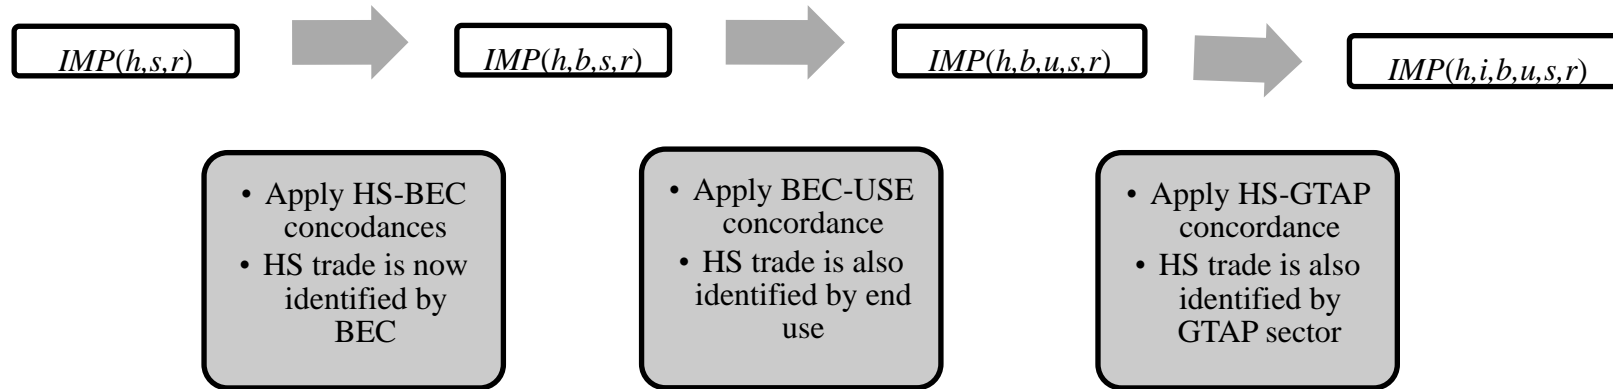 IMP(h,s,r)
IMP(h,b,s,r)
IMP(h,b,u,s,r)
IMP(h,i,b,u,s,r)
• Apply HS-BEC
concodances
• HS trade is now
identified by
BEC
• Apply BEC-USE
concordance
• HS trade is also
identified by end
use
• Apply HS-GTAP
concordance
• HS trade is also
identified by
GTAP sector